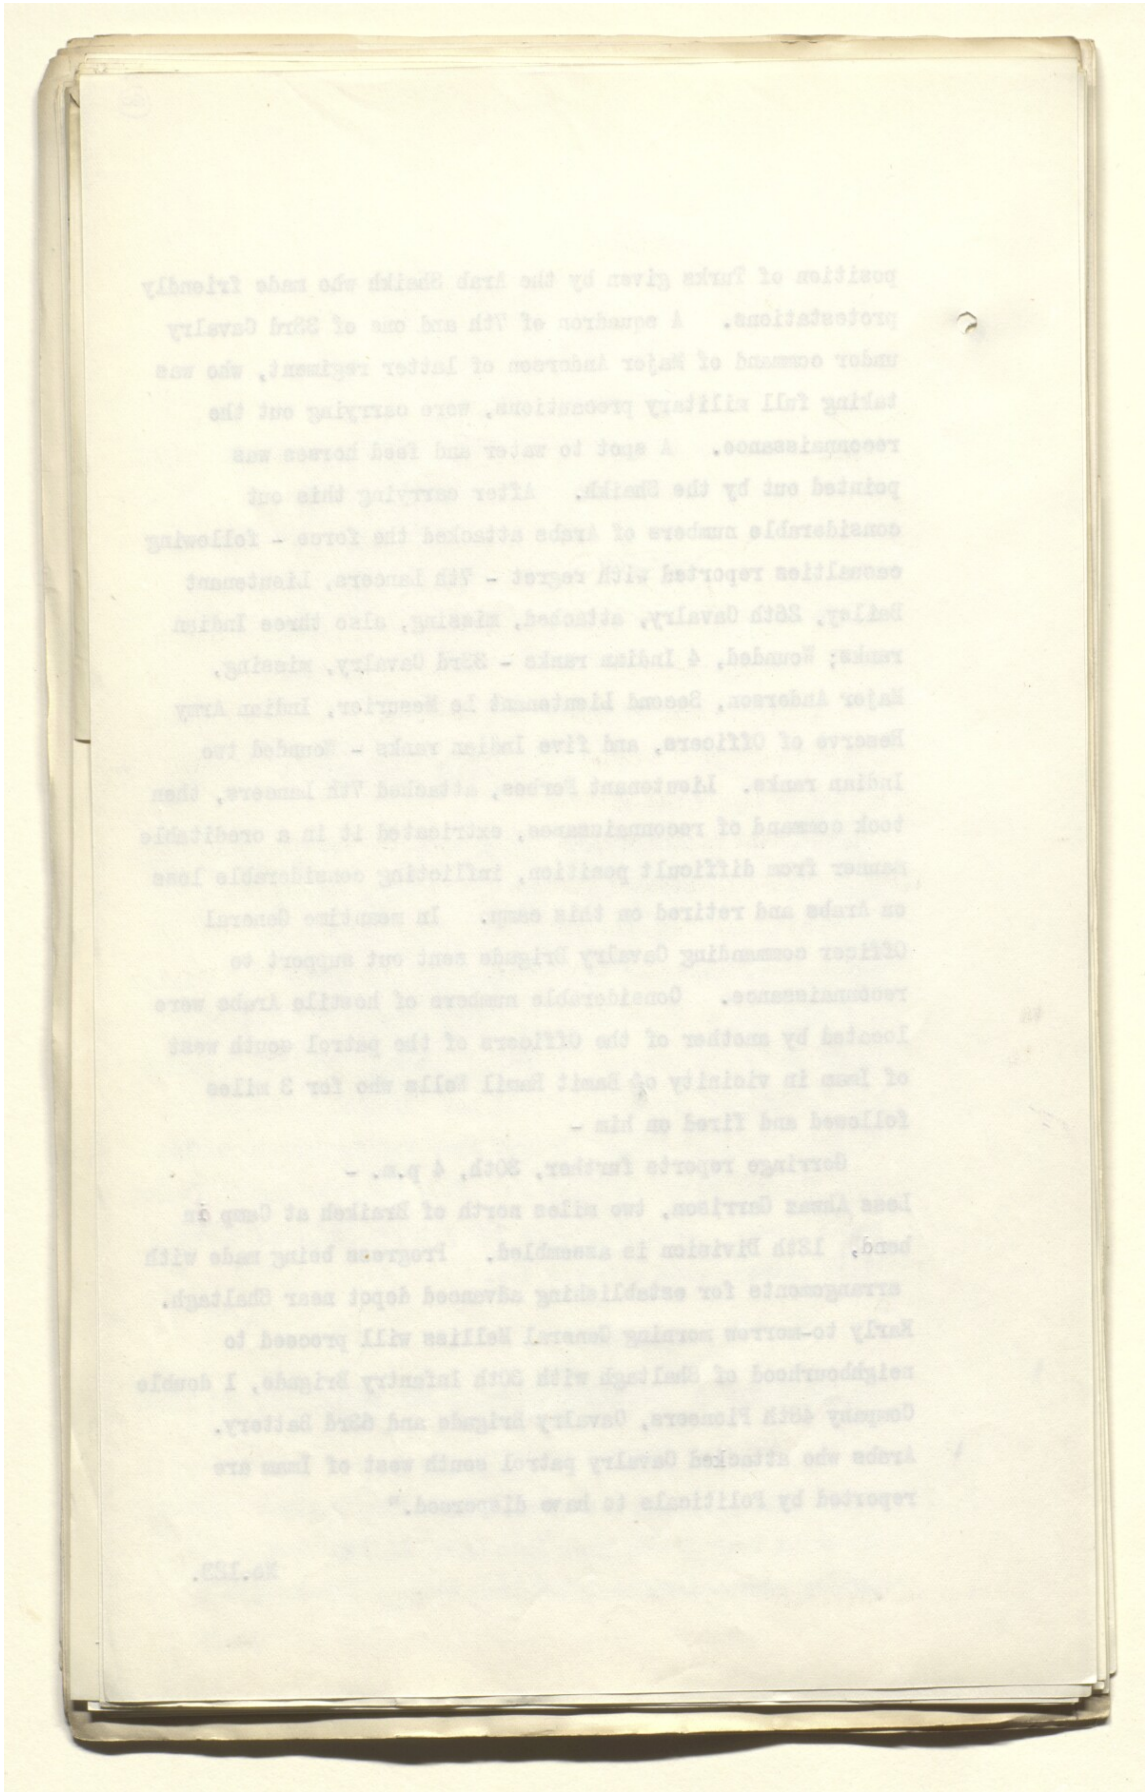 position of Turks given by the Arab Shaikh who made friendly
protestations. A squadron of 7th and one of 33rd Cavalry
under command of Major Anderson of latter regiment, who was
taking full military precautions, were carrying out the
reconnaissance. A spot to water and feed horses was
pointed out by the Shaikh. After carrying this out
considerable numbers of Arabs attacked the force - following
casualties reported with regret - 7th Lancers, Lieutenant
Bailey, 26th Cavalry, attached, missing, also three Indian
ranks; Wounded, 4 Indian ranks - 33rd Cavalry, missing,
Major Anderson, Second Lieutenant Le Mesurier, Indian Army
Reserve of Officers, and five Indian ranks - Wounded two
Indian ranks. Lieutenant Forbes, attached 7th Lancers, then
took command of reconnaissance, extricated it in a creditable
manner from difficult position, inflicting considerable loss
on Arabs and retired on this camp. In meantime General
Officer commanding Cavalry Brigade sent out support to
reconnaissance. Considerable numbers of hostile Arabs were
located by another of the Officers of the patrol south west
of Imam in vicinity of Hamil Wells who for 3 miles
followed and fired on him -
Gorringe reports further, 30th, 4 p.m. -
Less Ahwaz Garrison, two miles north of Braikeh at Camp in
bend, 12th Division is assembled. Progress being made with
arrangements for establishing advanced depot near Shaltagh.
Early to-morrow morning General Mellies will proceed to
neighbourhood of Shaltagh with 30th Infantry Brigade, 1 double
Company 48th Pioneers, Cavalry Brigade and 63rd Battery.
Arabs who attacked Cavalry patrol south west of Imam are
reported by Politicals to have dispersed."
No.123.